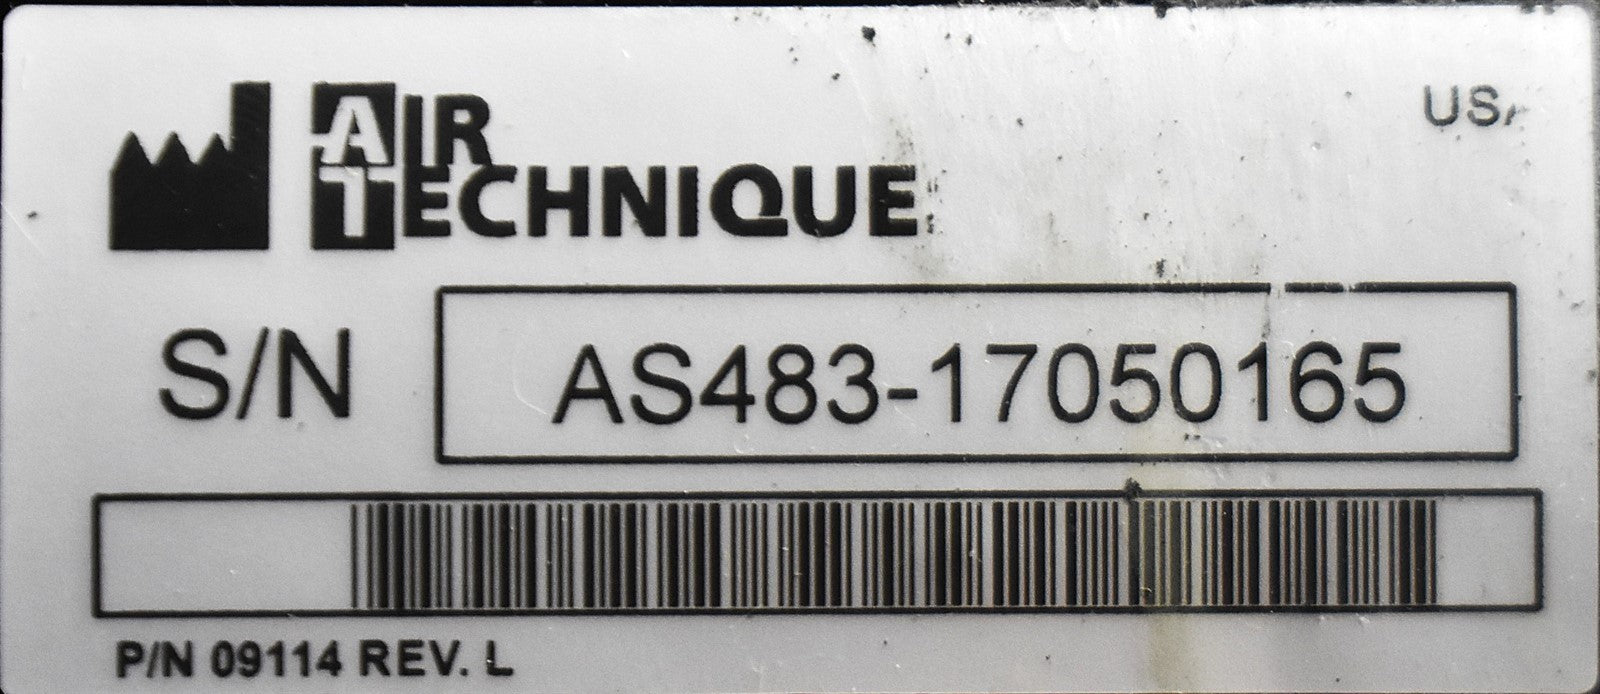 AIR
TECHNIQUE
US
S/N AS483-17050165
P/N 09114 REV. L